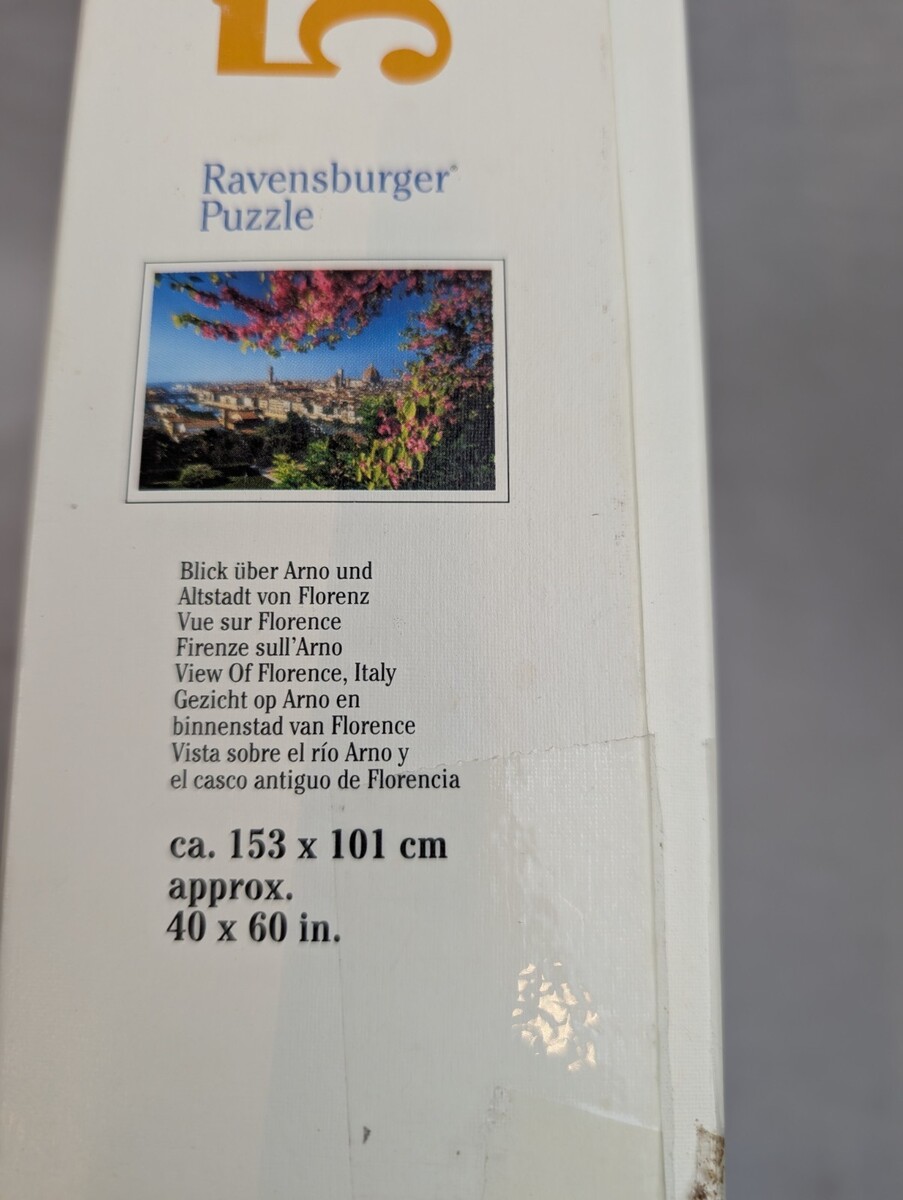 5
Ravensburger®
Puzzle
Blick über Arno und
Altstadt von Florenz
Vue sur Florence
Firenze sull'Arno
View Of Florence, Italy
Gezicht op Arno en
binnenstad van Florence
Vista sobre el río Arno y
el casco antiguo de Florencia
ca. 153 x 101 cm
approx.
40 x 60 in.